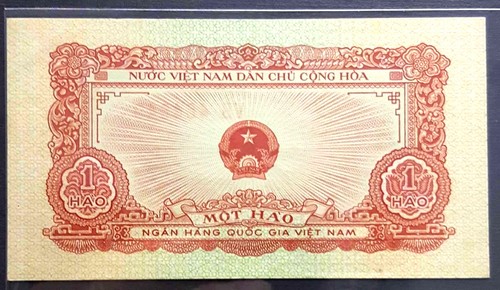 NƯỚC VIỆT NAM DÂN CHỦ CỘNG HÒA
1 HÀO
1 HÀO
MỘT HÀO
NGÂN HÀNG QUỐC GIA VIỆT NAM